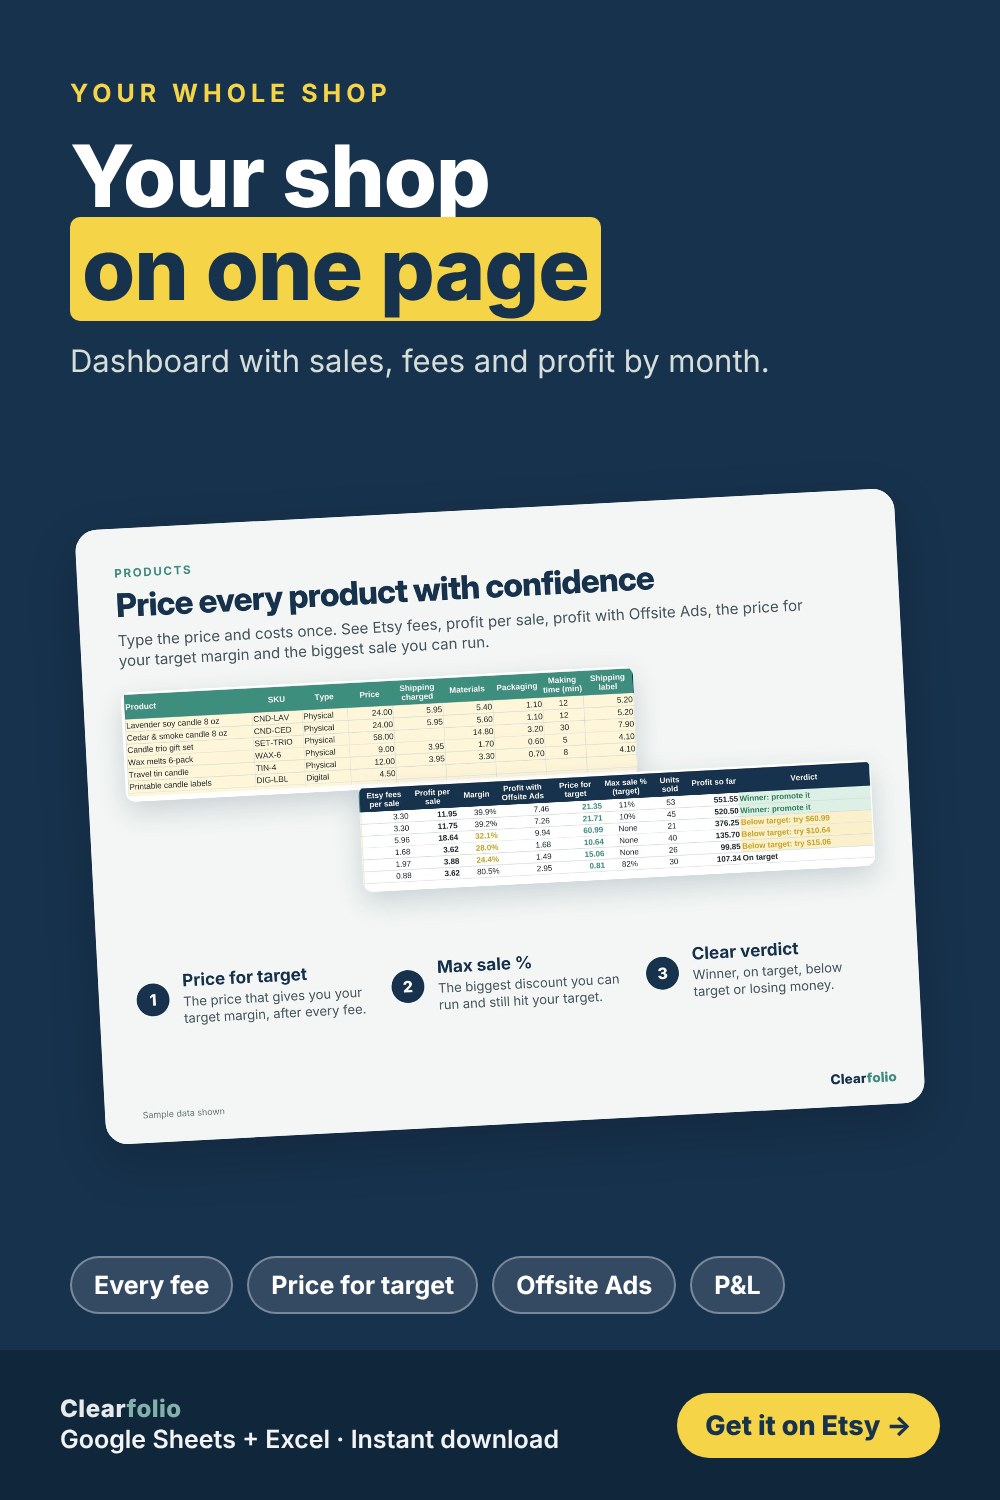 YOUR WHOLE SHOP
Your shop
on one page
Dashboard with sales, fees and profit by month.
PRODUCTS
Price every product with confidence
Type the price and costs once. See Etsy fees, profit per sale, profit with Offsite Ads, the price for
your target margin and the biggest sale you can run.
Product SKU Type Price Shipping charged Materials Packaging Making time (min) Shipping label
Lavender soy candle 8 oz CND-LAV Physical 24.00 5.95 5.40 1.10 12 5.20
Cedar & smoke candle 8 oz CND-CED Physical 24.00 5.95 5.60 1.10 12 5.20
Candle trio gift set SET-TRIO Physical 58.00 14.80 3.20 30 7.90
Wax melts 6-pack WAX-6 Physical 9.00 3.95 1.70 0.60 5 4.10
Travel tin candle TIN-4 Physical 12.00 3.95 3.30 0.70 8 4.10
Printable candle labels DIG-LBL Digital 4.50
Etsy fees per sale Profit per sale Margin Profit with Offsite Ads Price for target Max sale % (target) Units sold Profit so far Verdict
3.30 11.95 39.9% 7.46 21.35 11% 53 551.55 Winner: promote it
3.30 11.75 39.2% 7.26 21.71 10% 45 520.50 Winner: promote it
5.96 18.64 32.1% 9.94 60.99 None 21 376.25 Below target: try $60.99
1.68 3.62 28.0% 1.68 10.64 None 40 135.70 Below target: try $10.64
1.97 3.88 24.4% 1.49 15.06 None 26 99.85 Below target: try $15.06
0.88 3.62 80.5% 2.95 0.81 82% 30 107.34 On target
1 Price for target
The price that gives you your
target margin, after every fee.
2 Max sale %
The biggest discount you can
run and still hit your target.
3 Clear verdict
Winner, on target, below
target or losing money.
Sample data shown
Clearfolio
Every fee
Price for target
Offsite Ads
P&L
Clearfolio
Google Sheets + Excel · Instant download
Get it on Etsy →